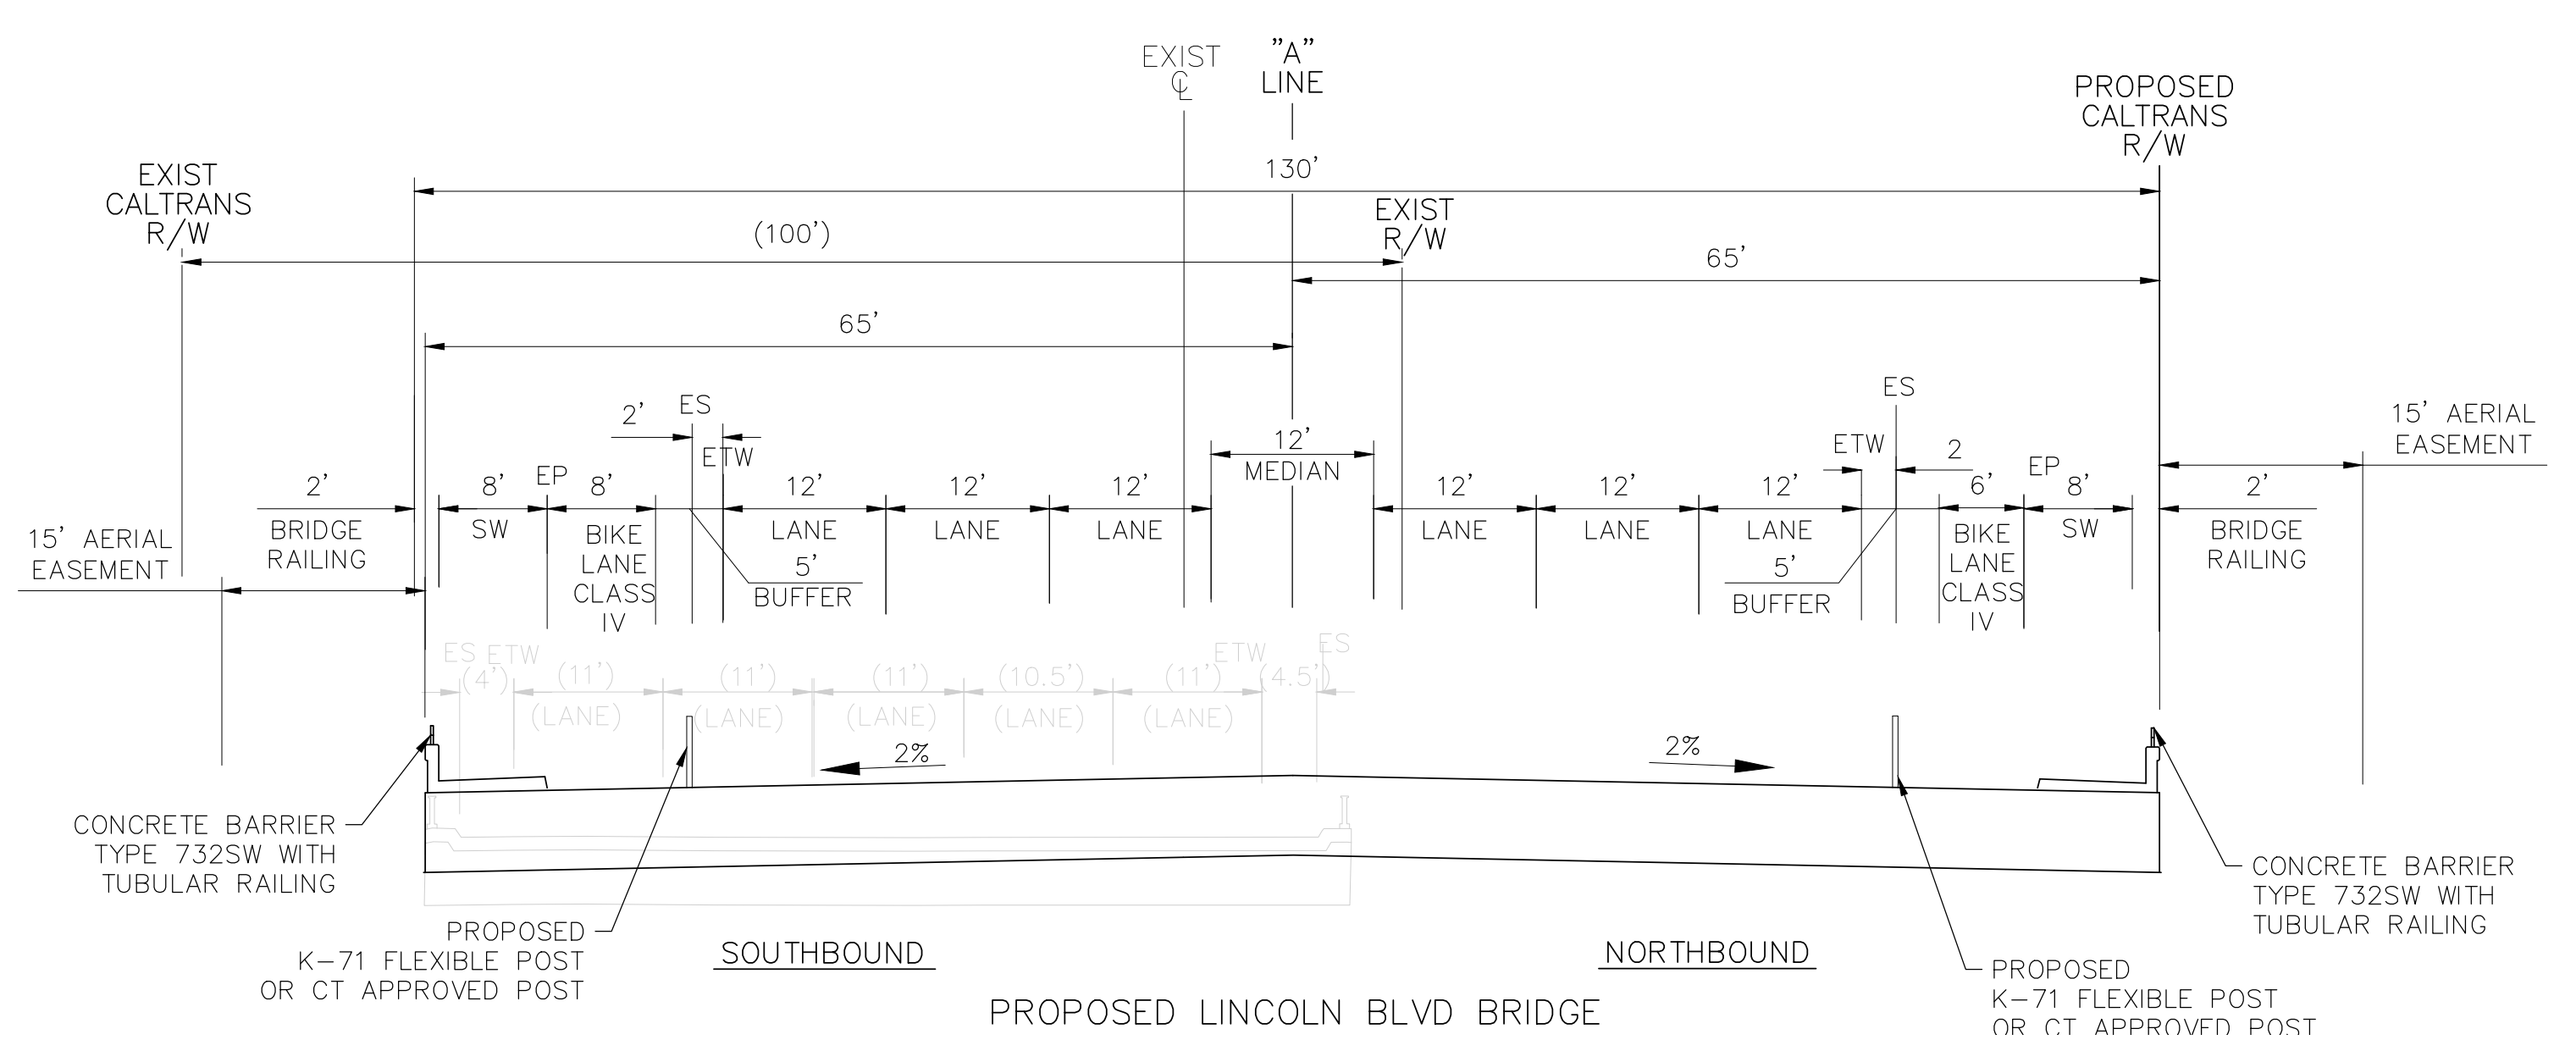 EXIST
℄
"A"
LINE
PROPOSED
CALTRANS
R/W
130'
EXIST
CALTRANS
R/W
(100')
EXIST
R/W
65'
65'
2'
ES
ETW
12'
MEDIAN
ES
ETW
2
15' AERIAL
EASEMENT
2'
BRIDGE
RAILING
8'
SW
EP
8'
BIKE
LANE
CLASS
IV
5'
BUFFER
12'
LANE
12'
LANE
12'
LANE
12'
LANE
12'
LANE
12'
LANE
5'
BUFFER
6'
BIKE
LANE
CLASS
IV
EP
8'
SW
2'
BRIDGE
RAILING
15' AERIAL
EASEMENT
ES
ETW
(4')
(11')
(LANE)
(11')
(LANE)
(11')
(LANE)
(10.5')
(LANE)
(11')
(LANE)
ETW
(4.5')
ES
2%
2%
CONCRETE BARRIER
TYPE 732SW WITH
TUBULAR RAILING
PROPOSED
K-71 FLEXIBLE POST
OR CT APPROVED POST
SOUTHBOUND
NORTHBOUND
CONCRETE BARRIER
TYPE 732SW WITH
TUBULAR RAILING
PROPOSED
K-71 FLEXIBLE POST
OR CT APPROVED POST
PROPOSED LINCOLN BLVD BRIDGE